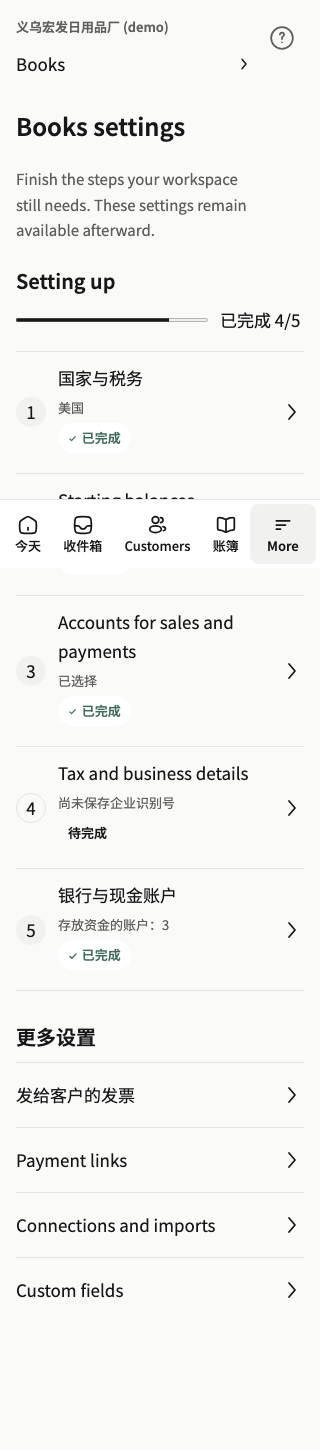 义乌宏发日用品厂 (demo)
Books
Books settings
Finish the steps your workspace
still needs. These settings remain
available afterward.
Setting up
已完成 4/5
1
国家与税务
美国
已完成
Starting balances
今天
收件箱
Customers
账簿
More
3
Accounts for sales and
payments
已选择
已完成
4
Tax and business details
尚未保存企业识别号
待完成
5
银行与现金账户
存放资金的账户：3
已完成
更多设置
发给客户的发票
Payment links
Connections and imports
Custom fields